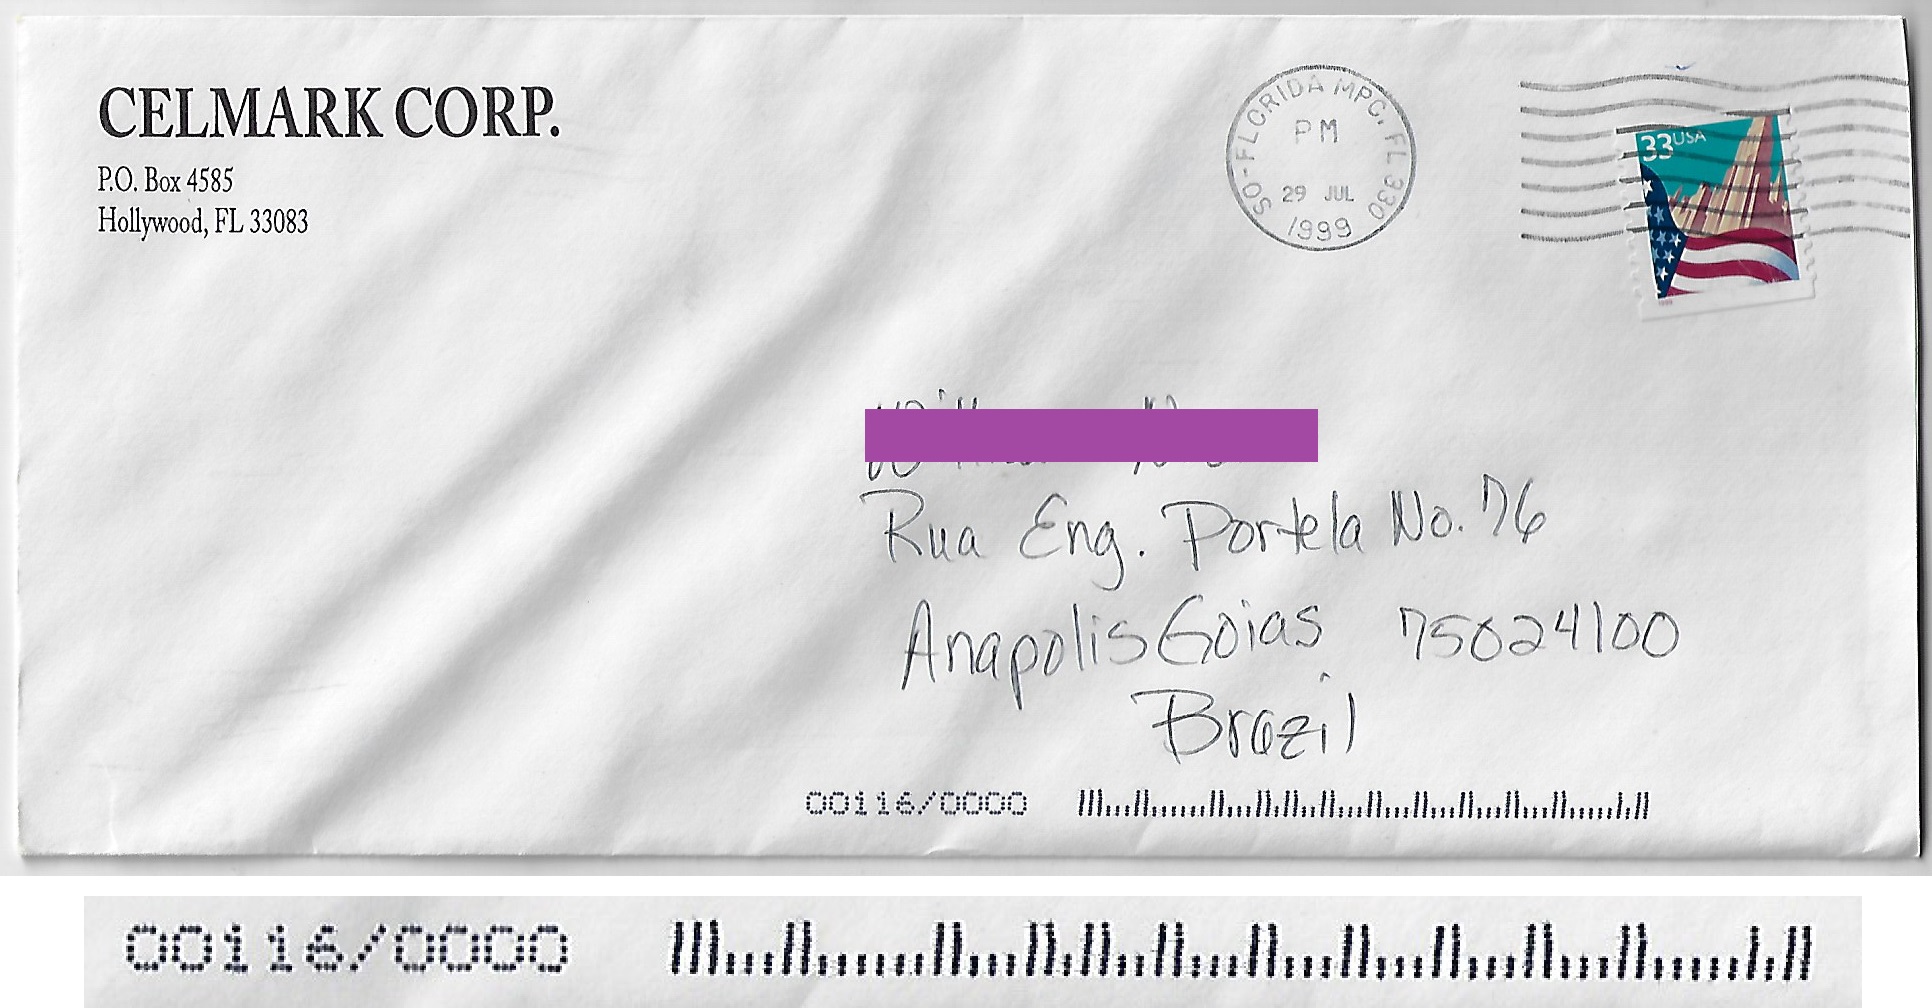 CELMARK CORP.
P.O. Box 4585
Hollywood, FL 33083
SO-FLORIDA MPC, FL 330
PM
29 JUL
1999
33 USA
Rua Eng. Portela No. 76
Anapolis Goias 75024100
Brazil
00116/0000
00116/0000